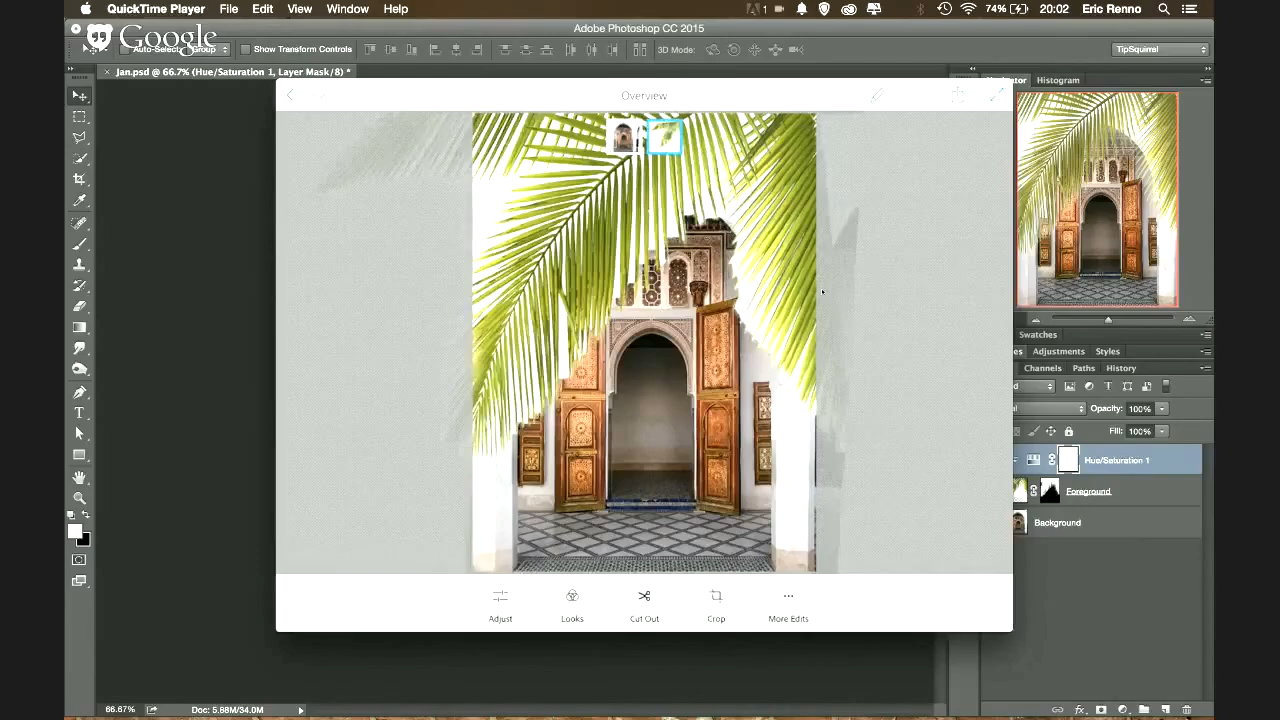 QuickTime Player File Edit View Window Help 1 74% 20:02 Eric Renno
Adobe Photoshop CC 2015
Google
Auto-Select: Group Show Transform Controls 3D Mode: TipSquirrel
Jan.psd @ 66.7% (Hue/Saturation 1, Layer Mask/8) *
Navigator Histogram
Overview
Swatches
Adjustments Styles
Channels Paths History
Opacity: 100%
Fill: 100%
Hue/Saturation 1
Foreground
Background
Adjust Looks Cut Out Crop More Edits
66.67% Doc: 5.88M/34.0M